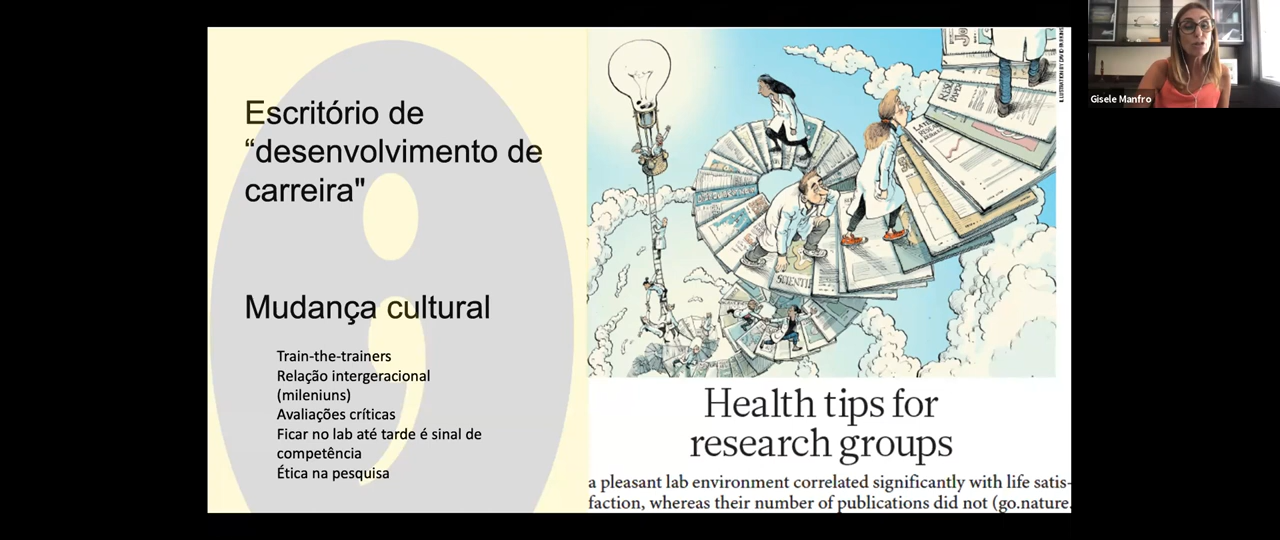 Escritório de
“desenvolvimento de
carreira"
Mudança cultural
Train-the-trainers
Relação intergeracional
(mileniuns)
Avaliações críticas
Ficar no lab até tarde é sinal de
competência
Ética na pesquisa
Health tips for
research groups
a pleasant lab environment correlated significantly with life satis-
faction, whereas their number of publications did not (go.nature.
Gisele Manfro